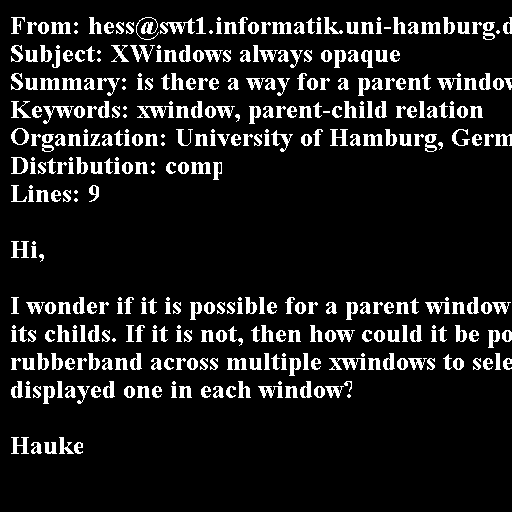 From: hess@swt1.informatik.uni-hamburg.d
Subject: XWindows always opaque
Summary: is there a way for a parent window
Keywords: xwindow, parent-child relation
Organization: University of Hamburg, Germ
Distribution: comp
Lines: 9
Hi,
I wonder if it is possible for a parent window
its childs. If it is not, then how could it be po
rubberband across multiple xwindows to sele
displayed one in each window?
Hauke